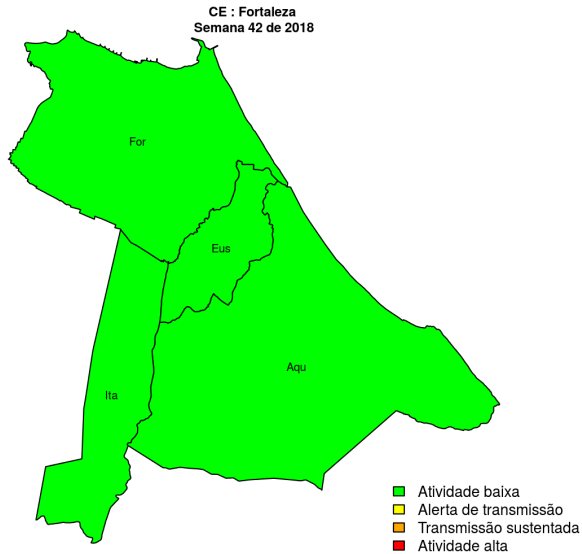 CE : Fortaleza
Semana 42 de 2018
For
Eus
Aqu
Ita
Atividade baixa
Alerta de transmissão
Transmissão sustentada
Atividade alta